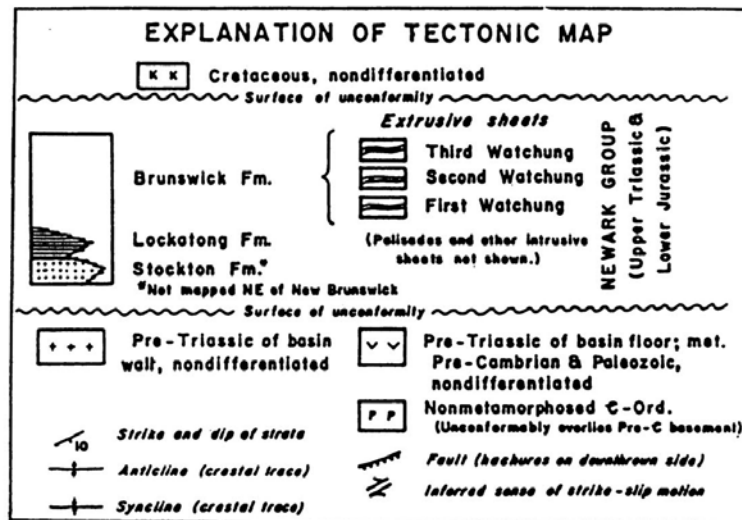 EXPLANATION OF TECTONIC MAP
K K Cretaceous, nondifferentiated
Surface of unconformity
Extrusive sheets
Third Watchung
Brunswick Fm.
Second Watchung
First Watchung
Lockatong Fm.
(Palisades and other intrusive
sheets not shown.)
Stockton Fm.*
*Not mapped NE of New Brunswick
NEWARK GROUP
(Upper Triassic &
Lower Jurassic)
Surface of unconformity
Pre-Triassic of basin
wall, nondifferentiated
Pre-Triassic of basin floor; met.
Pre-Cambrian & Paleozoic,
nondifferentiated
P P Nonmetamorphosed Ꞓ-Ord.
(Unconformably overlies Pre-Ꞓ basement)
10 Strike and dip of strata
Anticline (crestal trace)
Syncline (crestal trace)
Fault (hachures on downthrown side)
Inferred sense of strike-slip motion